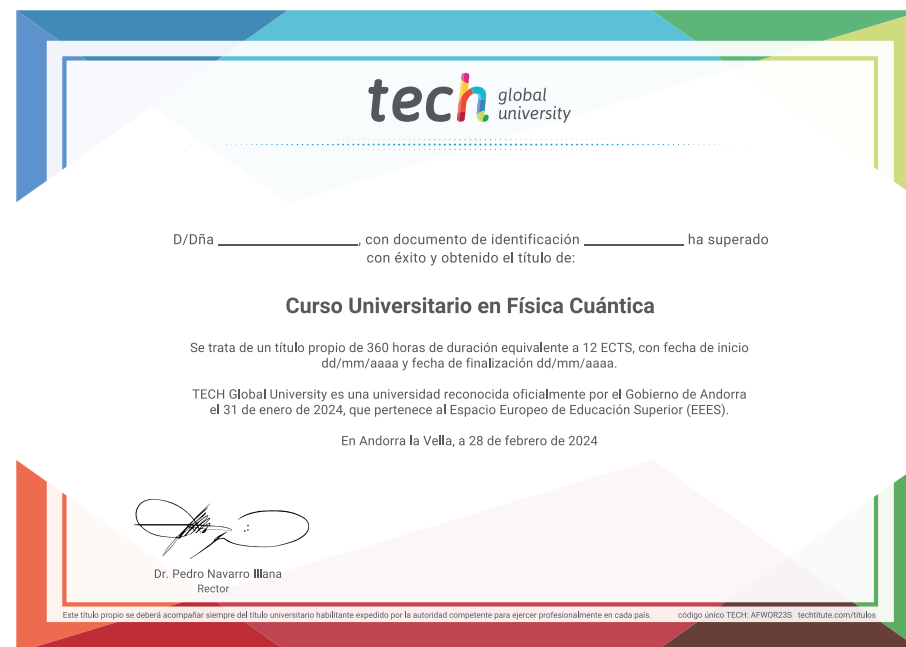 tech global university
D/Dña ____________________, con documento de identificación ______________ ha superado
con éxito y obtenido el título de:
Curso Universitario en Física Cuántica
Se trata de un título propio de 360 horas de duración equivalente a 12 ECTS, con fecha de inicio
dd/mm/aaaa y fecha de finalización dd/mm/aaaa.
TECH Global University es una universidad reconocida oficialmente por el Gobierno de Andorra
el 31 de enero de 2024, que pertenece al Espacio Europeo de Educación Superior (EEES).
En Andorra la Vella, a 28 de febrero de 2024
Dr. Pedro Navarro Illana
Rector
Este título propio se deberá acompañar siempre del título universitario habilitante expedido por la autoridad competente para ejercer profesionalmente en cada país. código único TECH: AFWOR23S techtitute.com/titulos